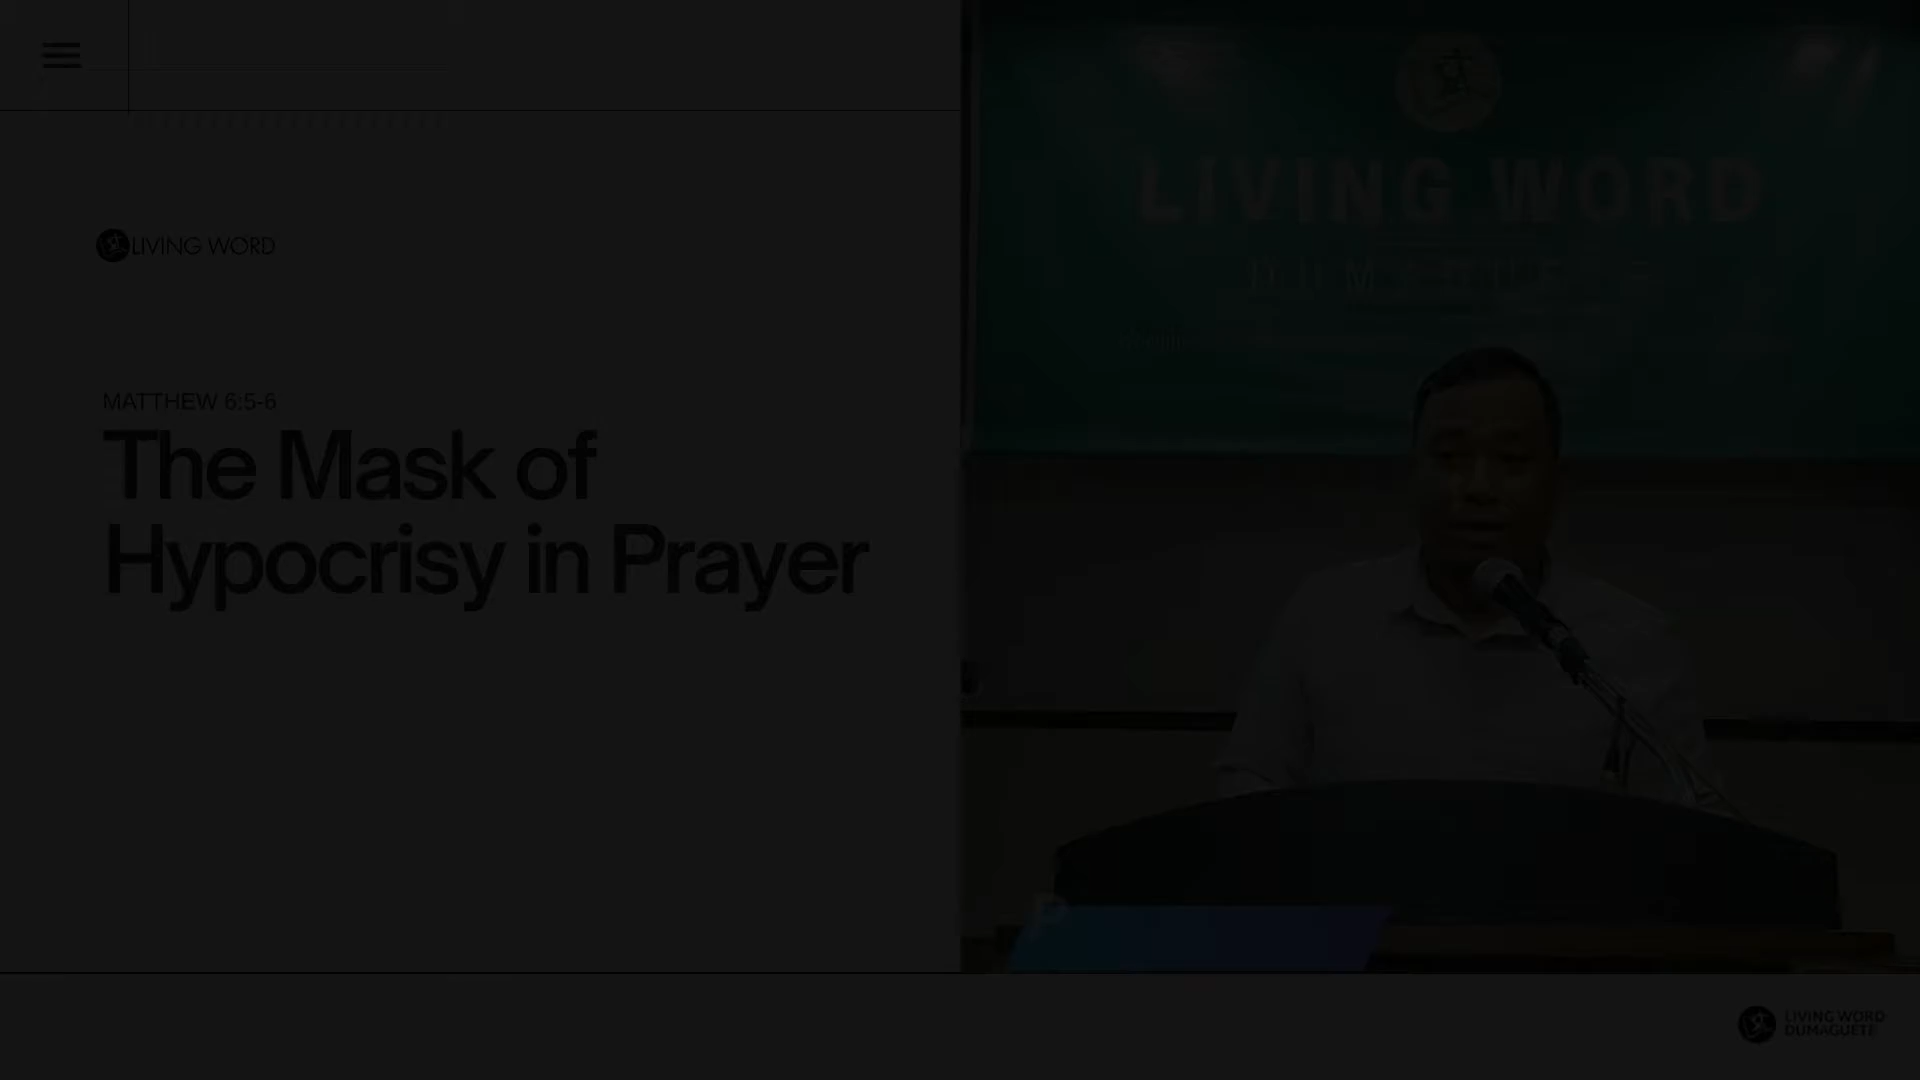 LIVING WORD
MATTHEW 6:5-6
The Mask of
Hypocrisy in Prayer
LIVING WORD
LIVING WORD
DUMAGUETE